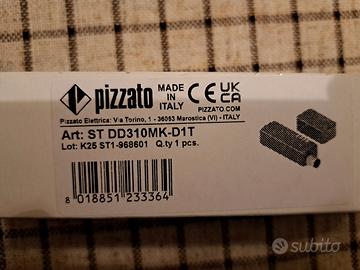 pizzato
MADE
IN
ITALY
CE UK
CA
PIZZATO.COM
Pizzato Elettrica: Via Torino, 1 - 36063 Marostica (VI) - ITALY
Art: ST DD310MK-D1T
Lot: K25 ST1-968601 Q.ty 1 pcs.
8 018851 233364
subito